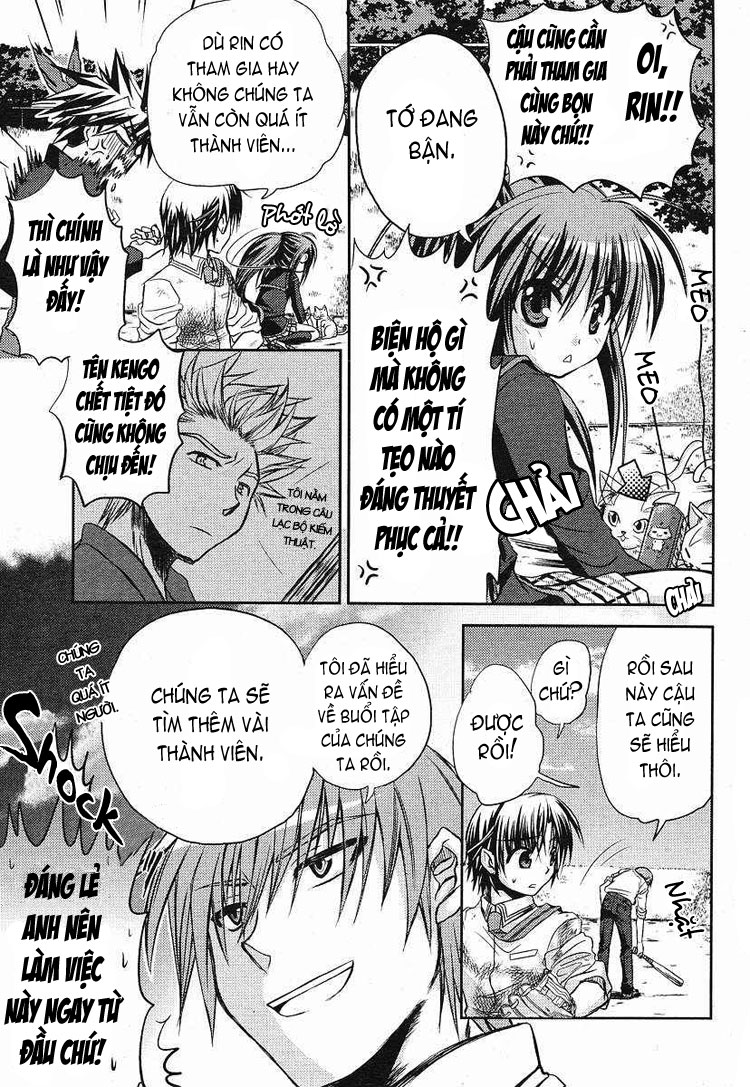 OI,
RIN!!
CẬU CŨNG CẦN
PHẢI THAM GIA
CÙNG BỌN
NÀY CHỨ!!
TỚ ĐANG
BẬN.
MEO
MEO
BIỆN HỘ GÌ
MÀ KHÔNG
CÓ MỘT TÍ
TẸO NÀO
ĐÁNG THUYẾT
PHỤC CẢ!!
CHẢI
CHẢI
DÙ RIN CÓ
THAM GIA HAY
KHÔNG CHÚNG TA
VẪN CÒN QUÁ ÍT
THÀNH VIÊN...
Phớt lờ
THÌ CHÍNH
LÀ NHƯ VẬY
ĐẤY!
TÊN KENGO
CHẾT TIỆT ĐÓ
CŨNG KHÔNG
CHỊU ĐẾN!
TÔI NẰM
TRONG CÂU
LẠC BỘ KIẾM
THUẬT.
RỒI SAU
NÀY CẬU
TA CŨNG
SẼ HIỂU
THÔI.
GÌ
CHỨ?
ĐƯỢC
RỒI!
Nhặt
TÔI ĐÃ HIỂU
RA VẤN ĐỀ
VỀ BUỔI TẬP
CỦA CHÚNG
TA RỒI.
CHÚNG TA SẼ
TÌM THÊM VÀI
THÀNH VIÊN.
CHÚNG
TA
QUÁ ÍT
NGƯỜI.
Shock
ĐÁNG LẺ
ANH NÊN
LÀM VIỆC
NÀY NGAY TỪ
ĐẦU CHỨ!